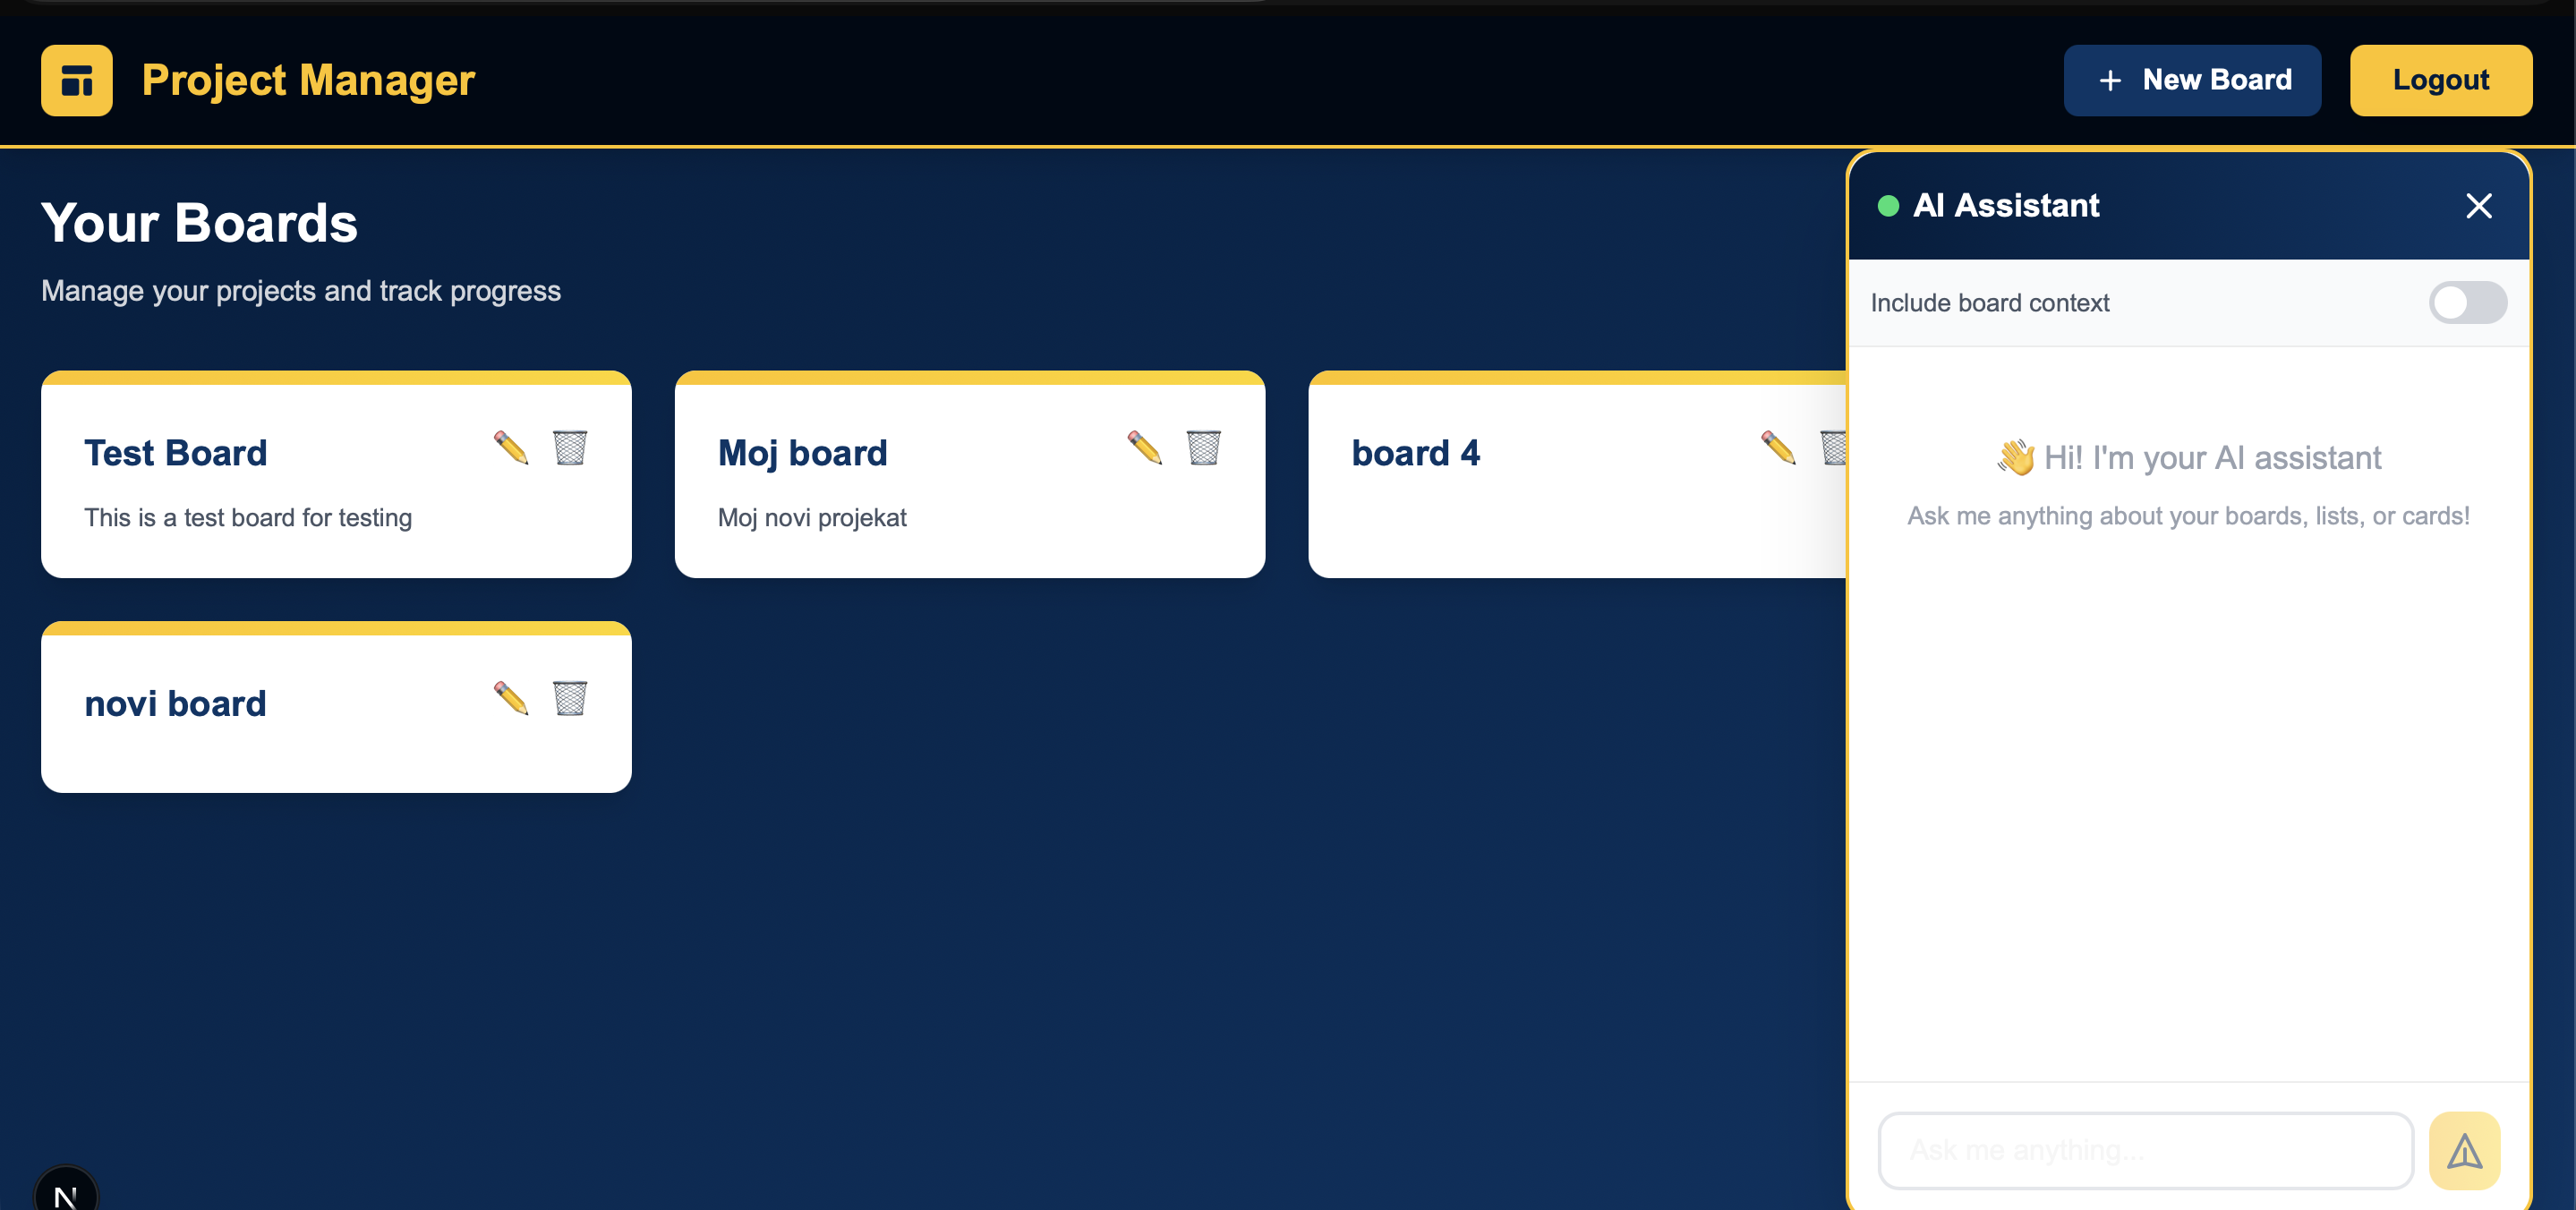 Project Manager
New Board
Logout
Your Boards
Manage your projects and track progress
Test Board
This is a test board for testing
Moj board
Moj novi projekat
board 4
novi board
AI Assistant
Include board context
👋 Hi! I'm your AI assistant
Ask me anything about your boards, lists, or cards!
Ask me anything...
N